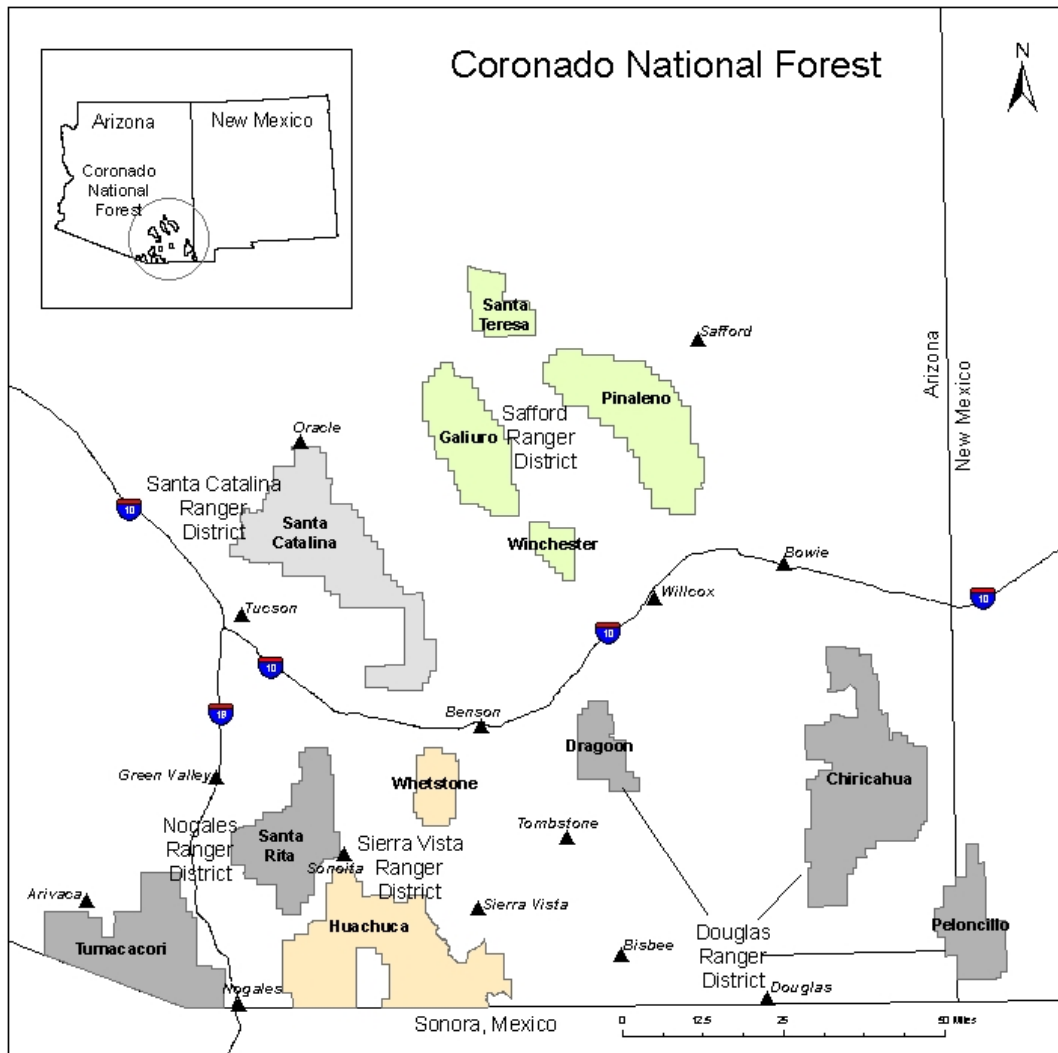 Coronado National Forest
N
Arizona
New Mexico
Coronado
National
Forest
Santa
Teresa
Safford
Arizona
New Mexico
Pinaleno
Safford
Ranger
District
Galiuro
Oracle
Santa Catalina
Ranger
District
10
Santa
Catalina
Winchester
Bowie
Willcox
10
Tucson
10
10
Benson
19
Dragoon
Green Valley
Whetstone
Chiricahua
Nogales
Ranger
District
Santa
Rita
Sierra Vista
Ranger
District
Tombstone
Sonoita
Arivaca
Sierra Vista
Huachuca
Tumacacori
Peloncillo
Douglas
Ranger
District
Bisbee
Nogales
Douglas
Sonora, Mexico
0 12.5 25 50 Miles